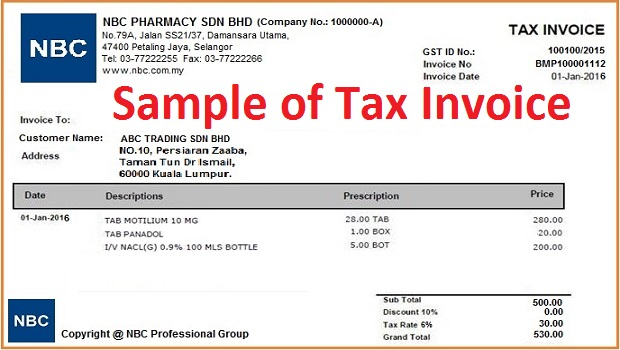 NBC
NBC PHARMACY SDN BHD (Company No.: 1000000-A)
No.79A, Jalan SS21/37, Damansara Utama,
47400 Petaling Jaya, Selangor
Tel: 03-77222255 Fax: 03-77222266
www.nbc.com.my
TAX INVOICE
GST ID No.: 100100/2015
Invoice No BMP100001112
Invoice Date 01-Jan-2016
Sample of Tax Invoice
Invoice To:
Customer Name: ABC TRADING SDN BHD
Address NO.10, Persiaran Zaaba,
Taman Tun Dr Ismail,
60000 Kuala Lumpur.
Date Descriptions Prescription Price
01-Jan-2016 TAB MOTILIUM 10 MG 28.00 TAB 280.00
TAB PANADOL 1.00 BOX 20.00
I/V NACL(G) 0.9% 100 MLS BOTTLE 5.00 BOT 200.00
Sub Total 500.00
Discount 10% 0.00
Tax Rate 6% 30.00
Grand Total 530.00
NBC
Copyright @ NBC Professional Group